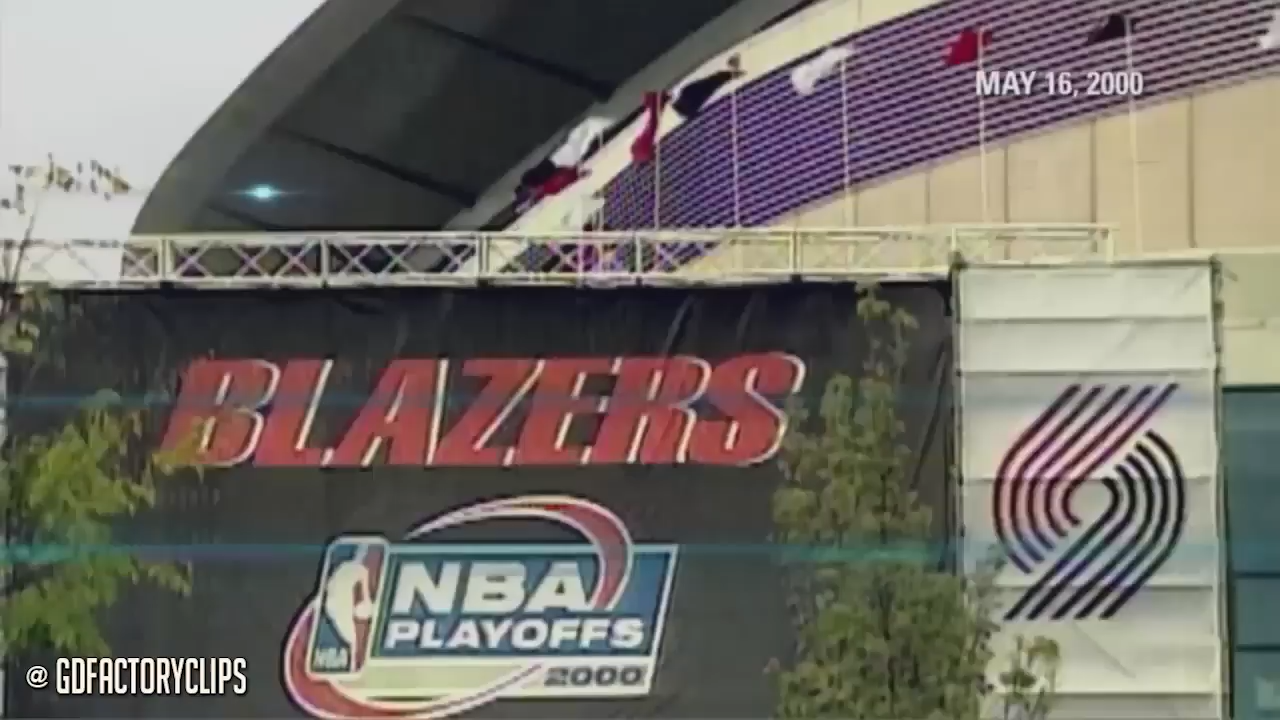 MAY 16, 2000
BLAZERS
NBA
PLAYOFFS
NBA
2000
@ GDFACTORYCLIPS